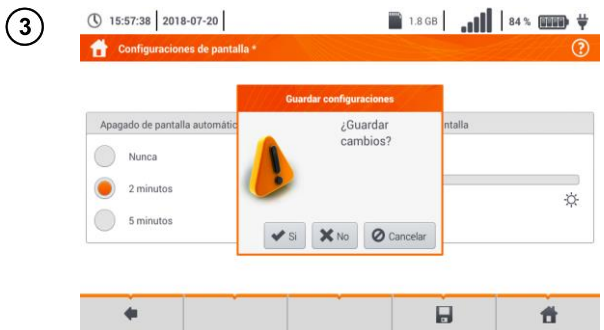 3
15:57:38 2018-07-20 1.8 GB 84 %
Configuraciones de pantalla *
?
Guardar configuraciones
Apagado de pantalla automátic
ntalla
¿Guardar
cambios?
Nunca
2 minutos
5 minutos
Si No Cancelar